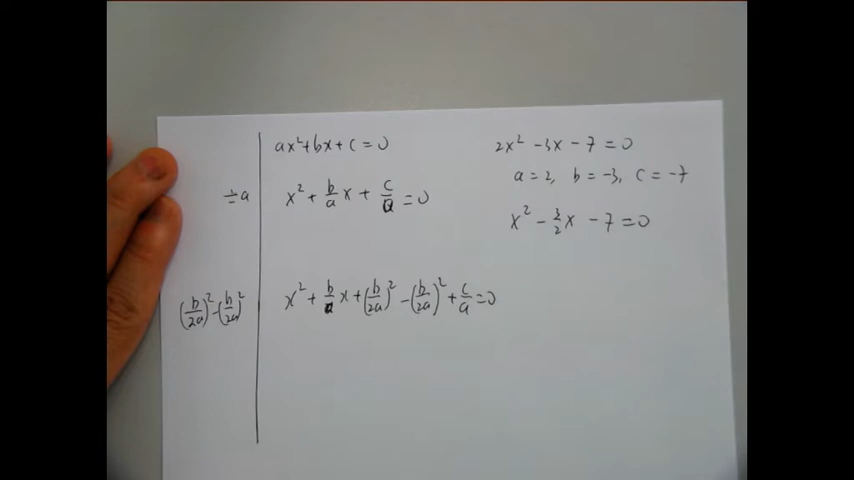 ax²+bx+c=0
÷a x² + b/a x + c/a = 0
(b/2a)² - (b/2a)² x² + b/a x + (b/2a)² - (b/2a)² + c/a = 0
2x² - 3x - 7 = 0
a = 2, b = -3, c = -7
x² - 3/2 x - 7 = 0